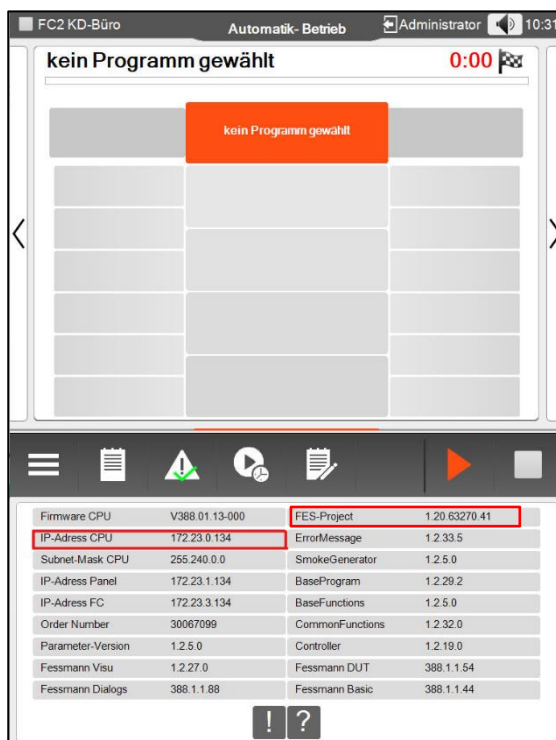 FC2 KD-Büro
Automatik- Betrieb
Administrator
10:31
kein Programm gewählt
0:00
kein Programm gewählt
Firmware CPU V388.01.13-000 FES-Project 1.20.63270.41
IP-Adress CPU 172.23.0.134 ErrorMessage 1.2.33.5
Subnet-Mask CPU 255.240.0.0 SmokeGenerator 1.2.5.0
IP-Adress Panel 172.23.1.134 BaseProgram 1.2.29.2
IP-Adress FC 172.23.3.134 BaseFunctions 1.2.5.0
Order Number 30067099 CommonFunctions 1.2.32.0
Parameter-Version 1.2.5.0 Controller 1.2.19.0
Fessmann Visu 1.2.27.0 Fessmann DUT 388.1.1.54
Fessmann Dialogs 388.1.1.88 Fessmann Basic 388.1.1.44
! ?